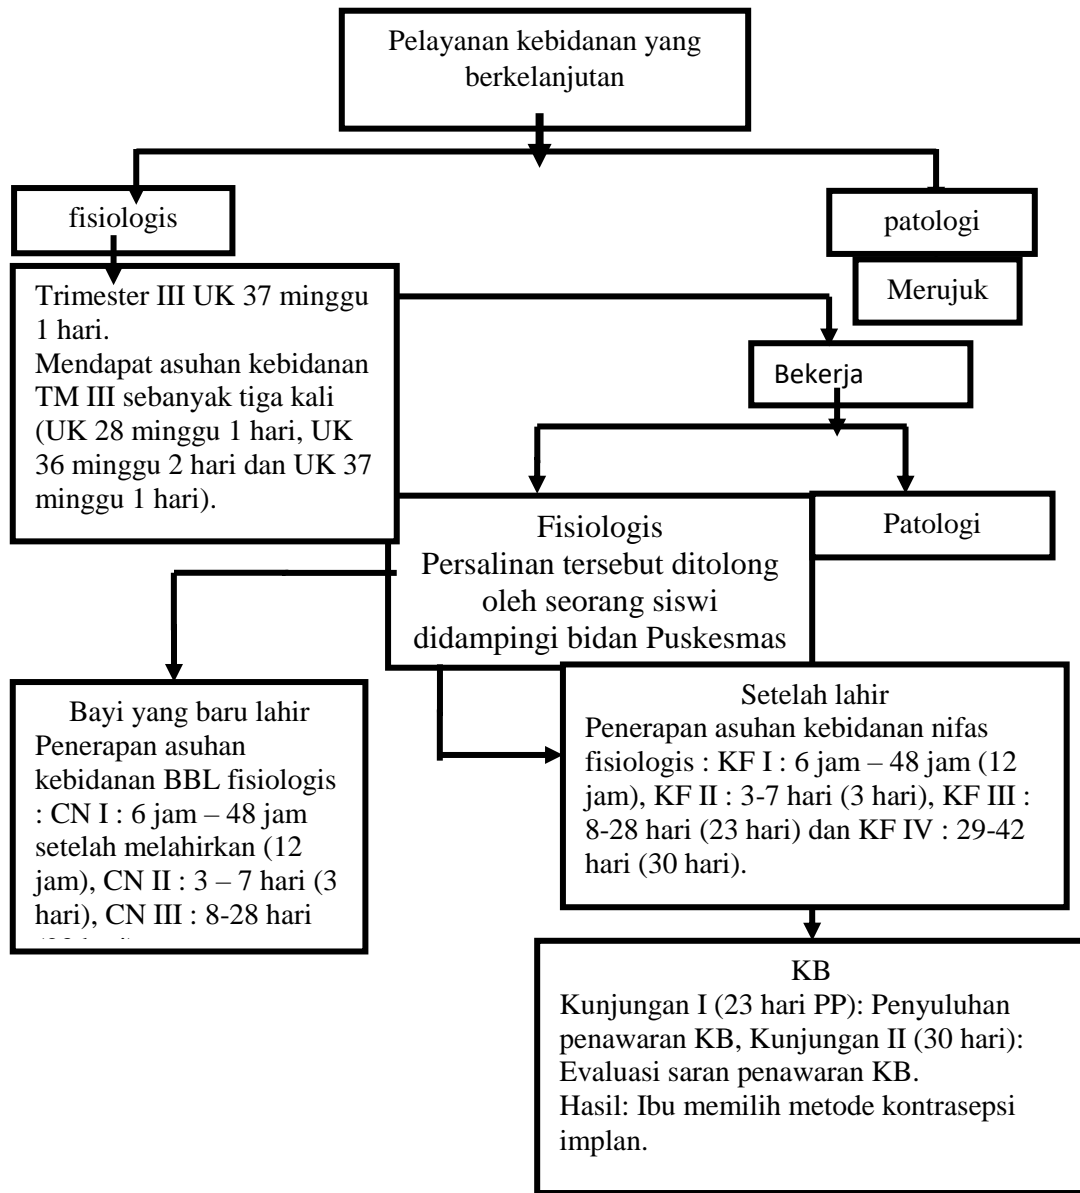 Pelayanan kebidanan yang
berkelanjutan
fisiologis
patologi
Merujuk
Trimester III UK 37 minggu
1 hari.
Mendapat asuhan kebidanan
TM III sebanyak tiga kali
(UK 28 minggu 1 hari, UK
36 minggu 2 hari dan UK 37
minggu 1 hari).
Bekerja
Fisiologis
Persalinan tersebut ditolong
oleh seorang siswi
didampingi bidan Puskesmas
Patologi
Bayi yang baru lahir
Penerapan asuhan
kebidanan BBL fisiologis
: CN I : 6 jam – 48 jam
setelah melahirkan (12
jam), CN II : 3 – 7 hari (3
hari), CN III : 8-28 hari
Setelah lahir
Penerapan asuhan kebidanan nifas
fisiologis : KF I : 6 jam – 48 jam (12
jam), KF II : 3-7 hari (3 hari), KF III :
8-28 hari (23 hari) dan KF IV : 29-42
hari (30 hari).
KB
Kunjungan I (23 hari PP): Penyuluhan
penawaran KB, Kunjungan II (30 hari):
Evaluasi saran penawaran KB.
Hasil: Ibu memilih metode kontrasepsi
implan.